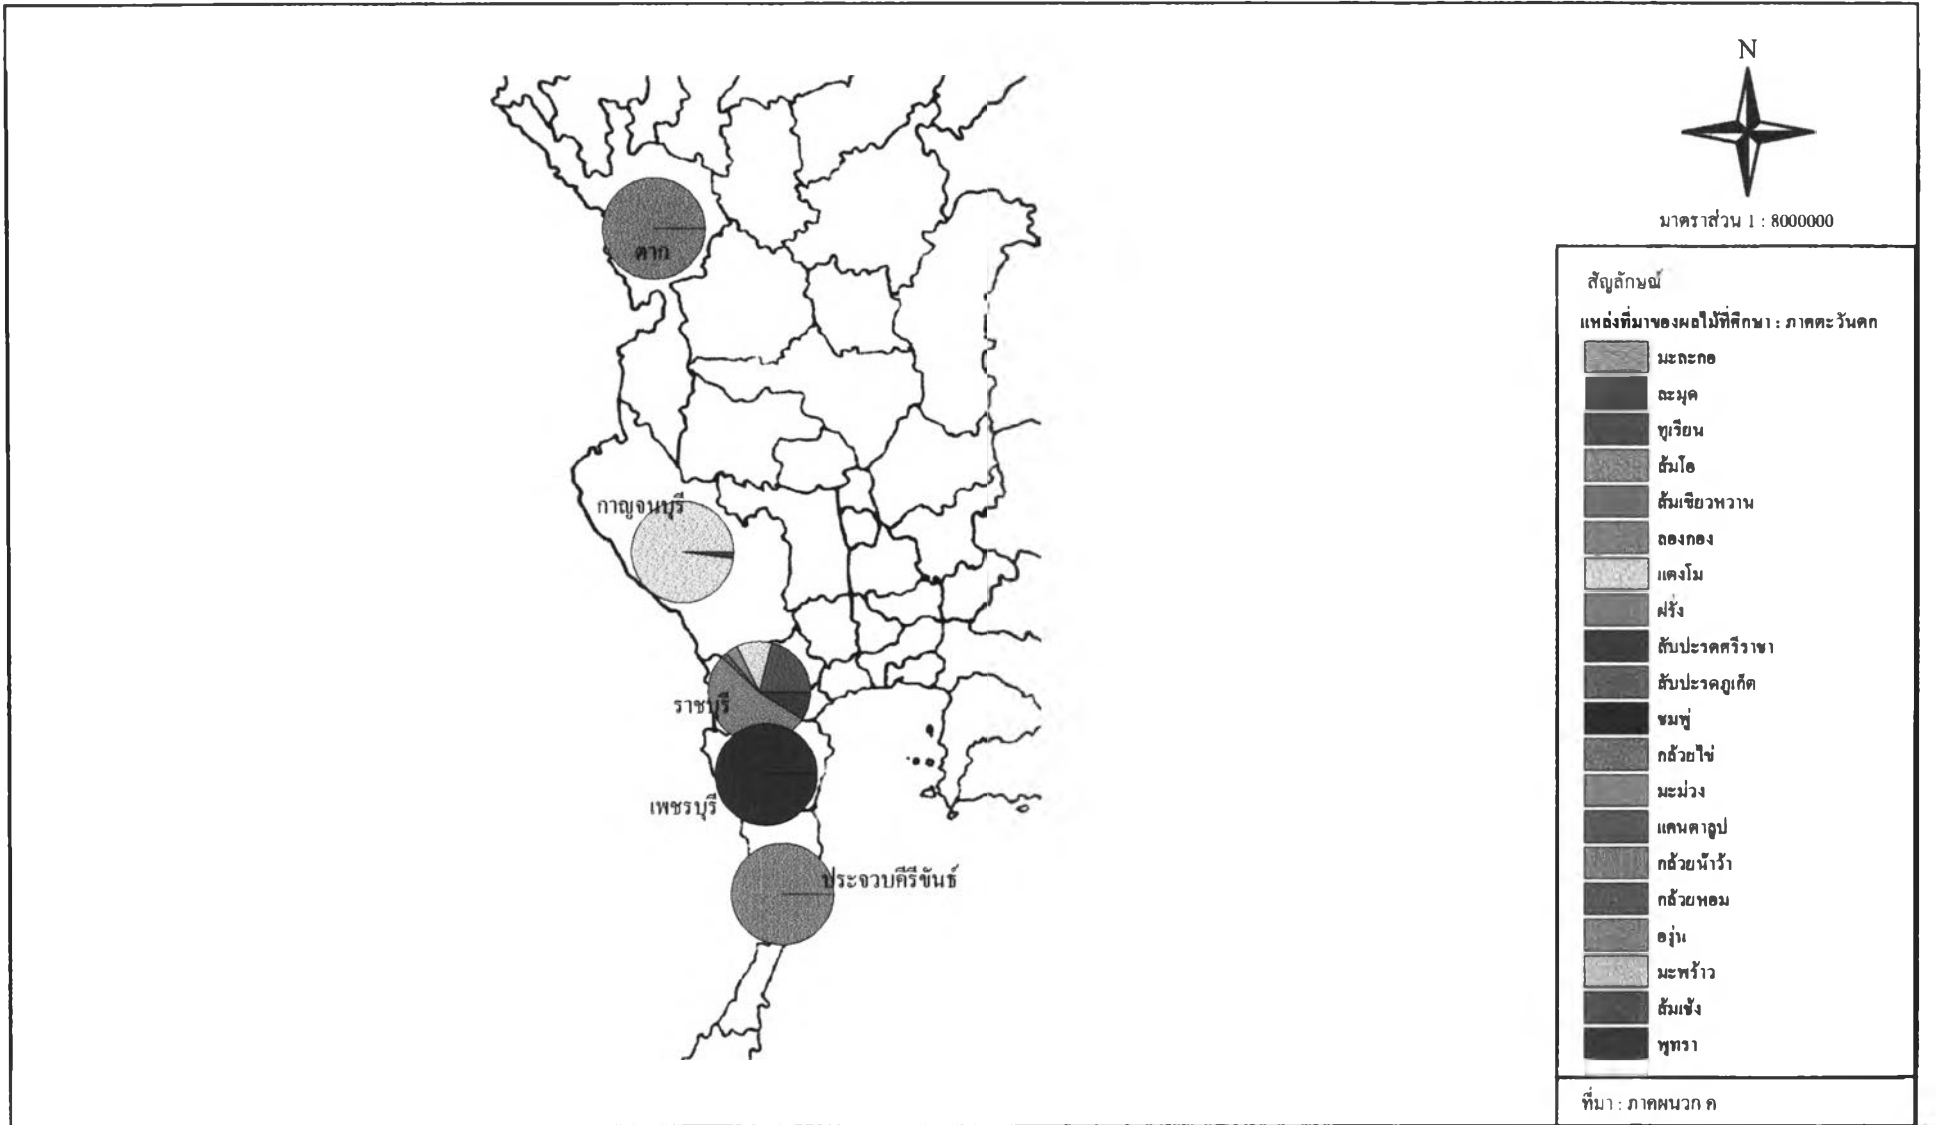 N
มาตราส่วน 1 : 8000000
ตาก
กาญจนบุรี
ราชบุรี
เพชรบุรี
ประจวบคีรีขันธ์
สัญลักษณ์
แหล่งที่มาของผลไม้ที่ศึกษา : ภาคตะวันตก
มะละกอ
ละมุด
ทุเรียน
ส้มโอ
ส้มเขียวหวาน
ลองกอง
แตงโม
ฝรั่ง
สับปะรดศรีราชา
สับปะรดภูเก็ต
ชมพู่
กล้วยไข่
มะม่วง
แคนตาลูป
กล้วยน้ำว้า
กล้วยหอม
องุ่น
มะพร้าว
ส้มเช้ง
พุทรา
ที่มา : ภาคผนวก ค